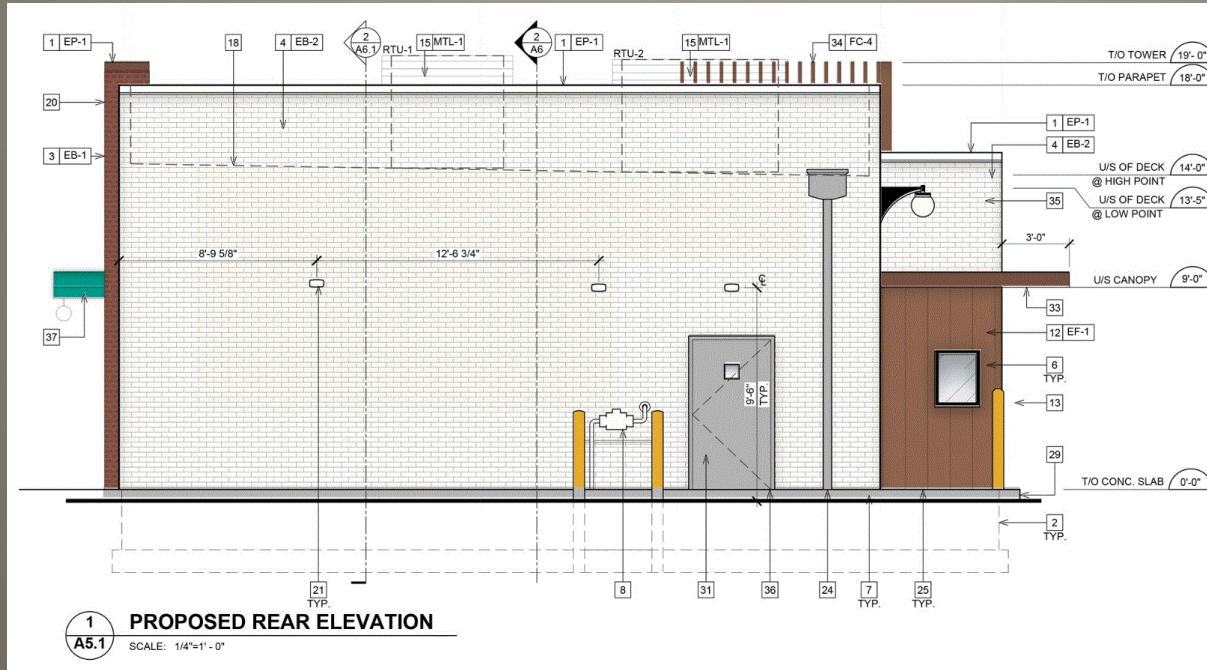 1 EP-1
18
4 EB-2
2
A6.1
RTU-1
15 MTL-1
2
A6
1 EP-1
RTU-2
15 MTL-1
34 FC-4
T/O TOWER 19'- 0"
T/O PARAPET 18'-0"
20
3 EB-1
1 EP-1
4 EB-2
U/S OF DECK 14'-0"
@ HIGH POINT
35
U/S OF DECK 13'-5"
@ LOW POINT
8'-9 5/8"
12'-6 3/4"
3'-0"
℄
U/S CANOPY 9'-0"
37
33
12 EF-1
6
TYP.
9'-6"
TYP.
13
29
T/O CONC. SLAB 0'-0"
2
TYP.
21
TYP.
8
31
36
24
7
TYP.
25
TYP.
1
A5.1
PROPOSED REAR ELEVATION
SCALE: 1/4"=1' - 0"